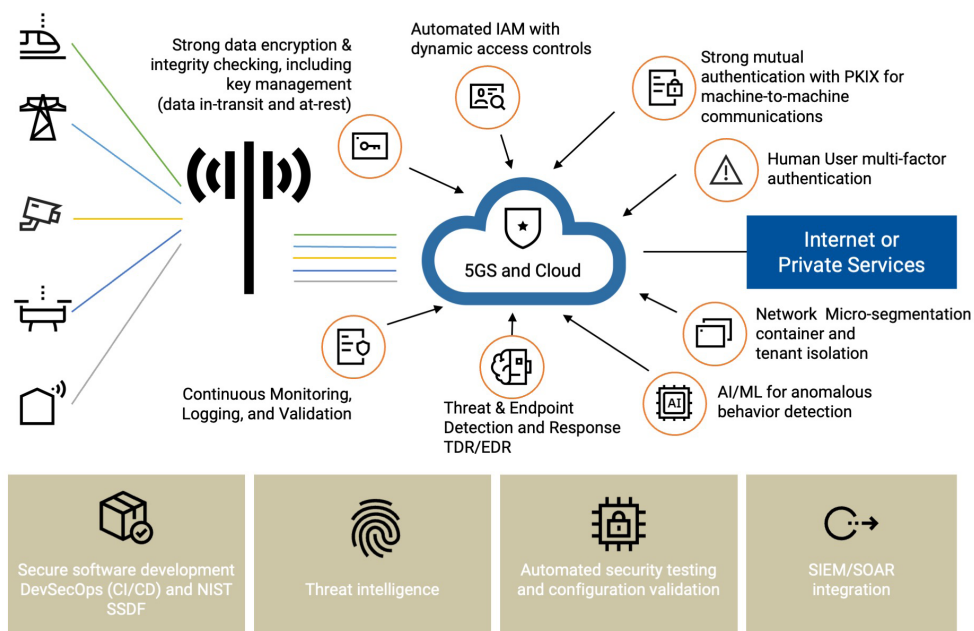 Automated IAM with
dynamic access controls
Strong data encryption &
integrity checking, including
key management
(data in-transit and at-rest)
Strong mutual
authentication with PKIX for
machine-to-machine
communications
Human User multi-factor
authentication
5GS and Cloud
Internet or
Private Services
Network Micro-segmentation
container and
tenant isolation
AI
AI/ML for anomalous
behavior detection
Continuous Monitoring,
Logging, and Validation
Threat & Endpoint
Detection and Response
TDR/EDR
Secure software development
DevSecOps (CI/CD) and NIST
SSDF
Threat intelligence
Automated security testing
and configuration validation
SIEM/SOAR
integration